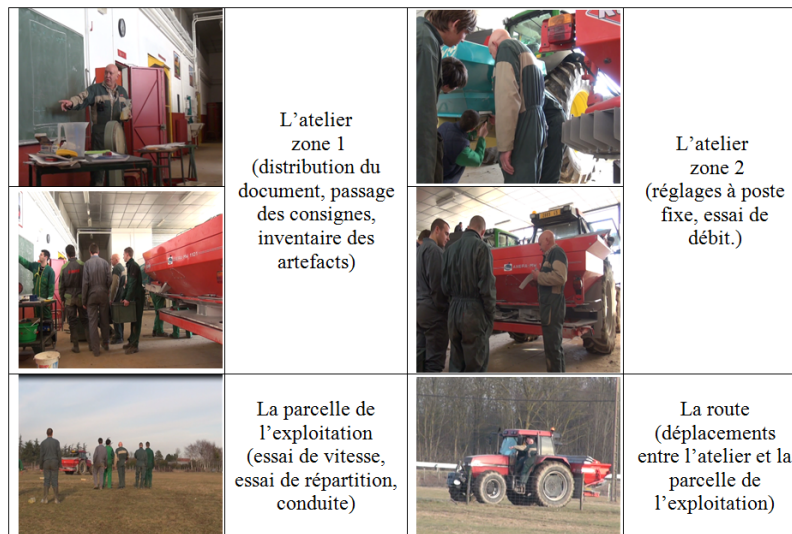 L’atelier
zone 1
(distribution du
document, passage
des consignes,
inventaire des
artefacts)
L’atelier
zone 2
(réglages à poste
fixe, essai de
débit.)
La parcelle de
l’exploitation
(essai de vitesse,
essai de répartition,
conduite)
La route
(déplacements
entre l’atelier et la
parcelle de
l’exploitation)